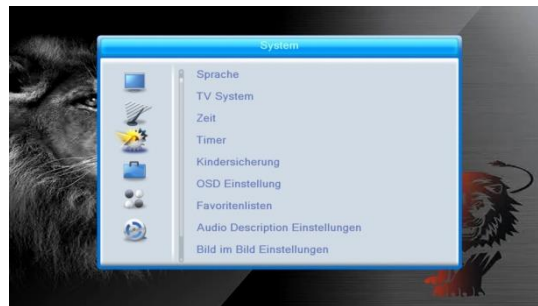 System
Sprache
TV System
Zeit
Timer
Kindersicherung
OSD Einstellung
Favoritenlisten
Audio Description Einstellungen
Bild im Bild Einstellungen